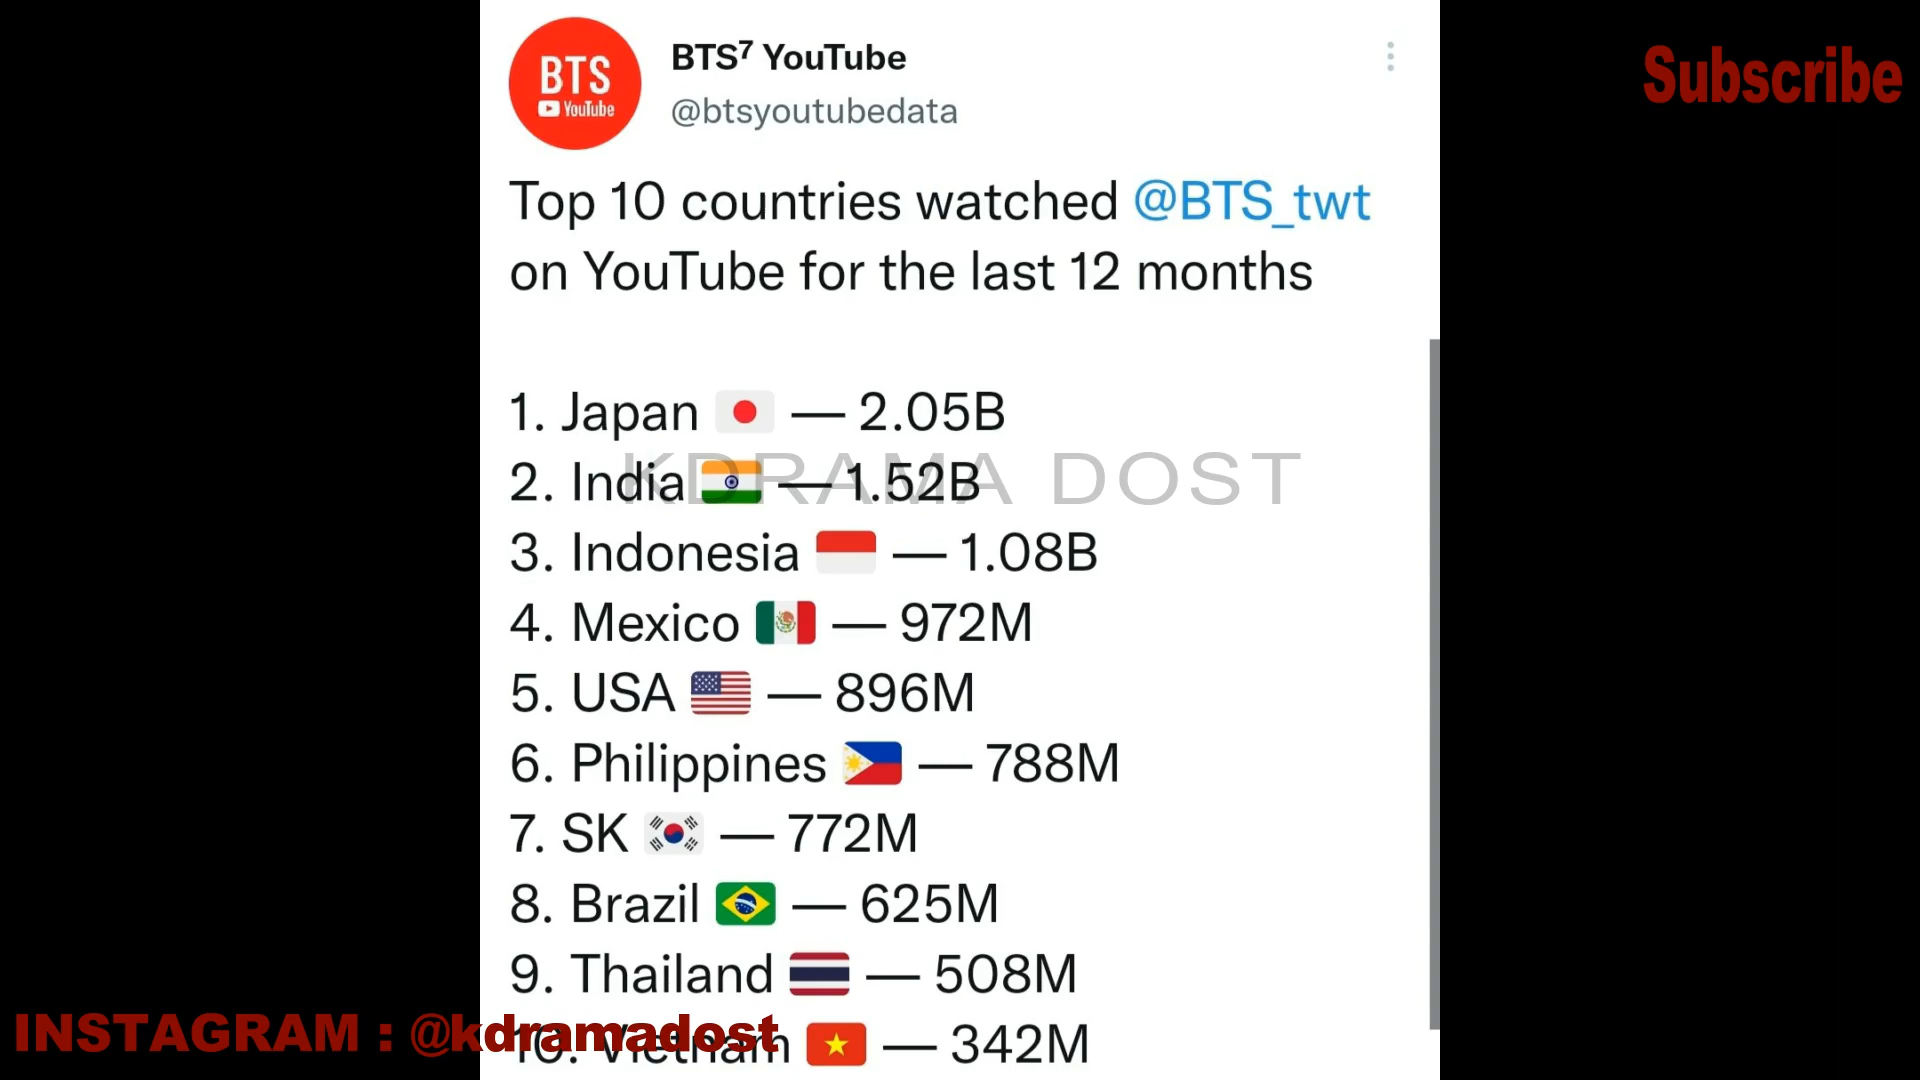 BTS
YouTube
BTS⁷ YouTube
@btsyoutubedata
Subscribe
Top 10 countries watched @BTS_twt
on YouTube for the last 12 months
1. Japan 🇯🇵 — 2.05B
KDRAMA DOST
2. India 🇮🇳 — 1.52B
3. Indonesia 🇮🇩 — 1.08B
4. Mexico 🇲🇽 — 972M
5. USA 🇺🇸 — 896M
6. Philippines 🇵🇭 — 788M
7. SK 🇰🇷 — 772M
8. Brazil 🇧🇷 — 625M
9. Thailand 🇹🇭 — 508M
10. Vietnam 🇻🇳 — 342M
INSTAGRAM : @kdramadost